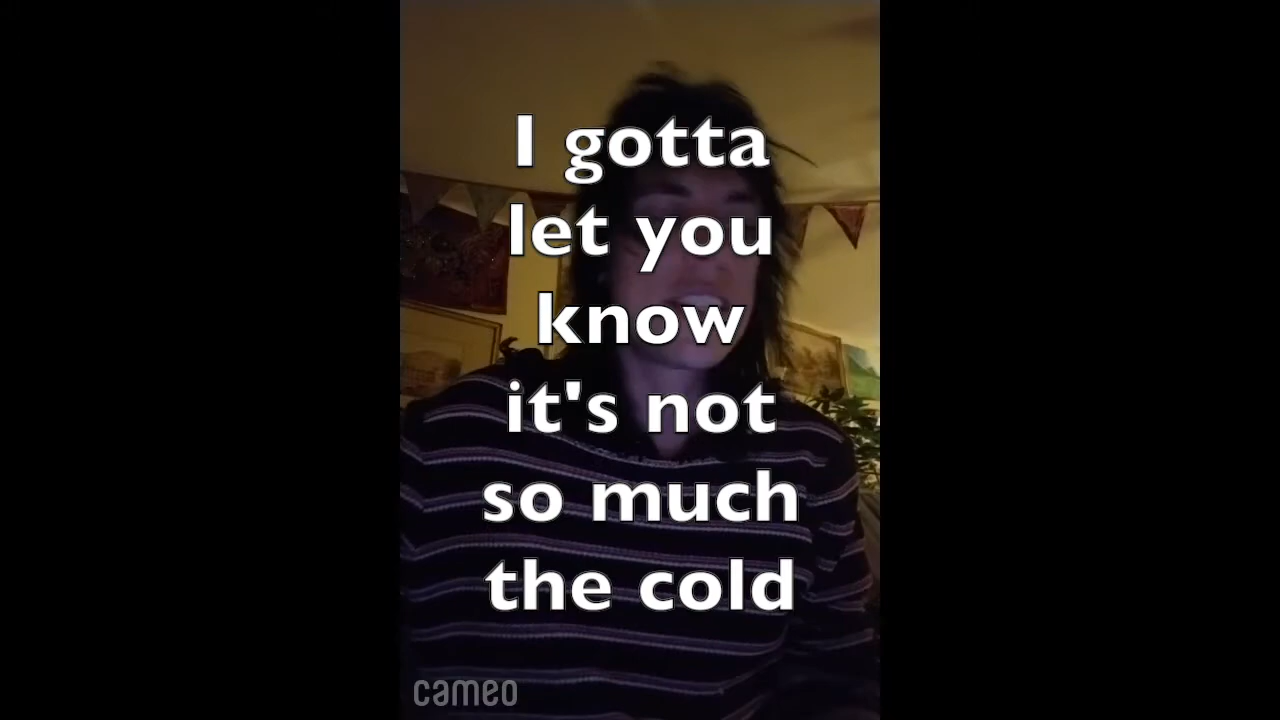 I gotta
let you
know
it's not
so much
the cold
cameo